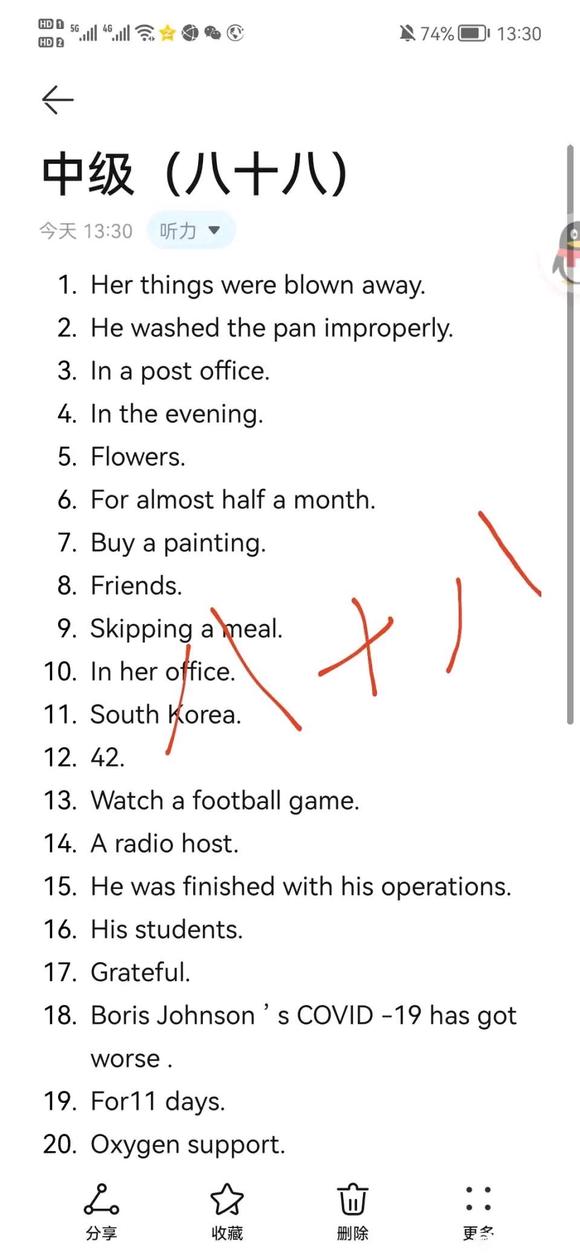 HD 1 5G 4G 74% 13:30
HD 2
中级（八十八）
今天 13:30 听力
1. Her things were blown away.
2. He washed the pan improperly.
3. In a post office.
4. In the evening.
5. Flowers.
6. For almost half a month.
7. Buy a painting.
8. Friends.
9. Skipping a meal.
10. In her office.
11. South Korea.
12. 42.
13. Watch a football game.
14. A radio host.
15. He was finished with his operations.
16. His students.
17. Grateful.
18. Boris Johnson ’ s COVID -19 has got
worse .
19. For11 days.
20. Oxygen support.
八十八
分享 收藏 删除 更多